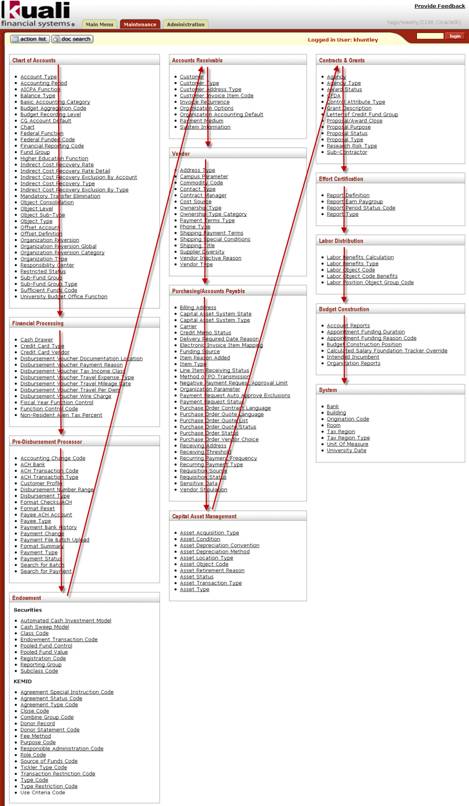 Kuali
financial systems
Provide Feedback
Main Menu
Maintenance
Administration
action list
doc search
Logged in User: khuntley
login
Chart of Accounts
Account Type
Accounting Period
AICPA Function
Balance Type
Basic Accounting Category
Budget Aggregation Code
Budget Recording Level
CG Account Default
Chart
Federal Function
Federal Funded Code
Financial Reporting Code
Fund Group
Higher Education Function
Indirect Cost Recovery Rate
Indirect Cost Recovery Rate Detail
Indirect Cost Recovery Exclusion By Account
Indirect Cost Recovery Type
Indirect Cost Recovery Exclusion By Type
Mandatory Transfer Elimination
Object Consolidation
Object Level
Object Sub-Type
Object Type
Offset Account
Offset Definition
Organization Reversion
Organization Reversion Global
Organization Reversion Category
Organization Type
Responsibility Center
Restricted Status
Sub-Fund Group
Sub-Fund Group Type
Sufficient Funds Code
University Budget Office Function
Financial Processing
Cash Drawer
Credit Card Type
Credit Card Vendor
Disbursement Voucher Documentation Location
Disbursement Voucher Payment Reason
Disbursement Voucher Tax Income Class
Disbursement Voucher Travel Expense Type
Disbursement Voucher Travel Mileage Rate
Disbursement Voucher Travel Per Diem
Disbursement Voucher Wire Charge
Fiscal Year Function Control
Function Control Code
Non-Resident Alien Tax Percent
Pre-Disbursement Processor
Accounting Change Code
ACH Bank
ACH Transaction Code
ACH Transaction Type
Customer Profile
Disbursement Number Range
Disbursement Type
Format Checks/ACH
Format Reset
Payee ACH Account
Payee Type
Payment Bank History
Payment Change
Payment File Batch Upload
Format Summary
Payment Type
Payment Status
Search for Batch
Search for Payment
Endowment
Securities
Automated Cash Investment Model
Cash Sweep Model
Class Code
Endowment Transaction Code
Pooled Fund Control
Pooled Fund Value
Registration Code
Reporting Group
Subclass Code
KEMID
Agreement Special Instruction Code
Agreement Status Code
Agreement Type Code
Close Code
Combine Group Code
Donor Record
Donor Statement Code
Fee Method
Purpose Code
Responsible Administration Code
Role Code
Source of Funds Code
Tickler Type Code
Transaction Restriction Code
Type Code
Type Restriction Code
Use Criteria Code
Accounts Receivable
Customer
Customer Type
Customer Address Type
Customer Invoice Item Code
Invoice Recurrence
Organization Options
Organization Accounting Default
Payment Medium
System Information
Vendor
Address Type
Campus Parameter
Commodity Code
Contact Type
Contract Manager
Cost Source
Ownership Type
Ownership Type Category
Payment Terms Type
Phone Type
Shipping Payment Terms
Shipping Special Conditions
Shipping Title
Supplier Diversity
Vendor Inactive Reason
Vendor Type
Purchasing/Accounts Payable
Billing Address
Capital Asset System State
Capital Asset System Type
Carrier
Credit Memo Status
Delivery Required Date Reason
Electronic Invoice Item Mapping
Funding Source
Item Reason Added
Item Type
Line Item Receiving Status
Method of PO Transmission
Negative Payment Request Approval Limit
Organization Parameter
Payment Request Auto Approve Exclusions
Payment Request Status
Purchase Order Contract Language
Purchase Order Quote Language
Purchase Order Quote List
Purchase Order Quote Status
Purchase Order Status
Purchase Order Vendor Choice
Receiving Address
Receiving Threshold
Recurring Payment Frequency
Recurring Payment Type
Requisition Source
Requisition Status
Sensitive Data
Vendor Stipulation
Capital Asset Management
Asset Acquisition Type
Asset Condition
Asset Depreciation Convention
Asset Depreciation Method
Asset Location Type
Asset Object Code
Asset Retirement Reason
Asset Status
Asset Transaction Type
Asset Type
Contracts & Grants
Agency
Agency Type
Award Status
CFDA
Control Attribute Type
Grant Description
Letter of Credit Fund Group
Proposal/Award Close
Proposal Purpose
Proposal Status
Proposal Type
Research Risk Type
Sub-Contractor
Effort Certification
Report Definition
Report Earn Paygroup
Report Period Status Code
Report Type
Labor Distribution
Labor Benefits Calculation
Labor Benefits Type
Labor Object Code
Labor Object Code Benefits
Labor Position Object Group Code
Budget Construction
Account Reports
Appointment Funding Duration
Appointment Funding Reason Code
Budget Construction Position
Calculated Salary Foundation Tracker Override
Intended Incumbent
Organization Reports
System
Bank
Building
Origination Code
Room
Tax Region
Tax Region Type
Unit Of Measure
University Date